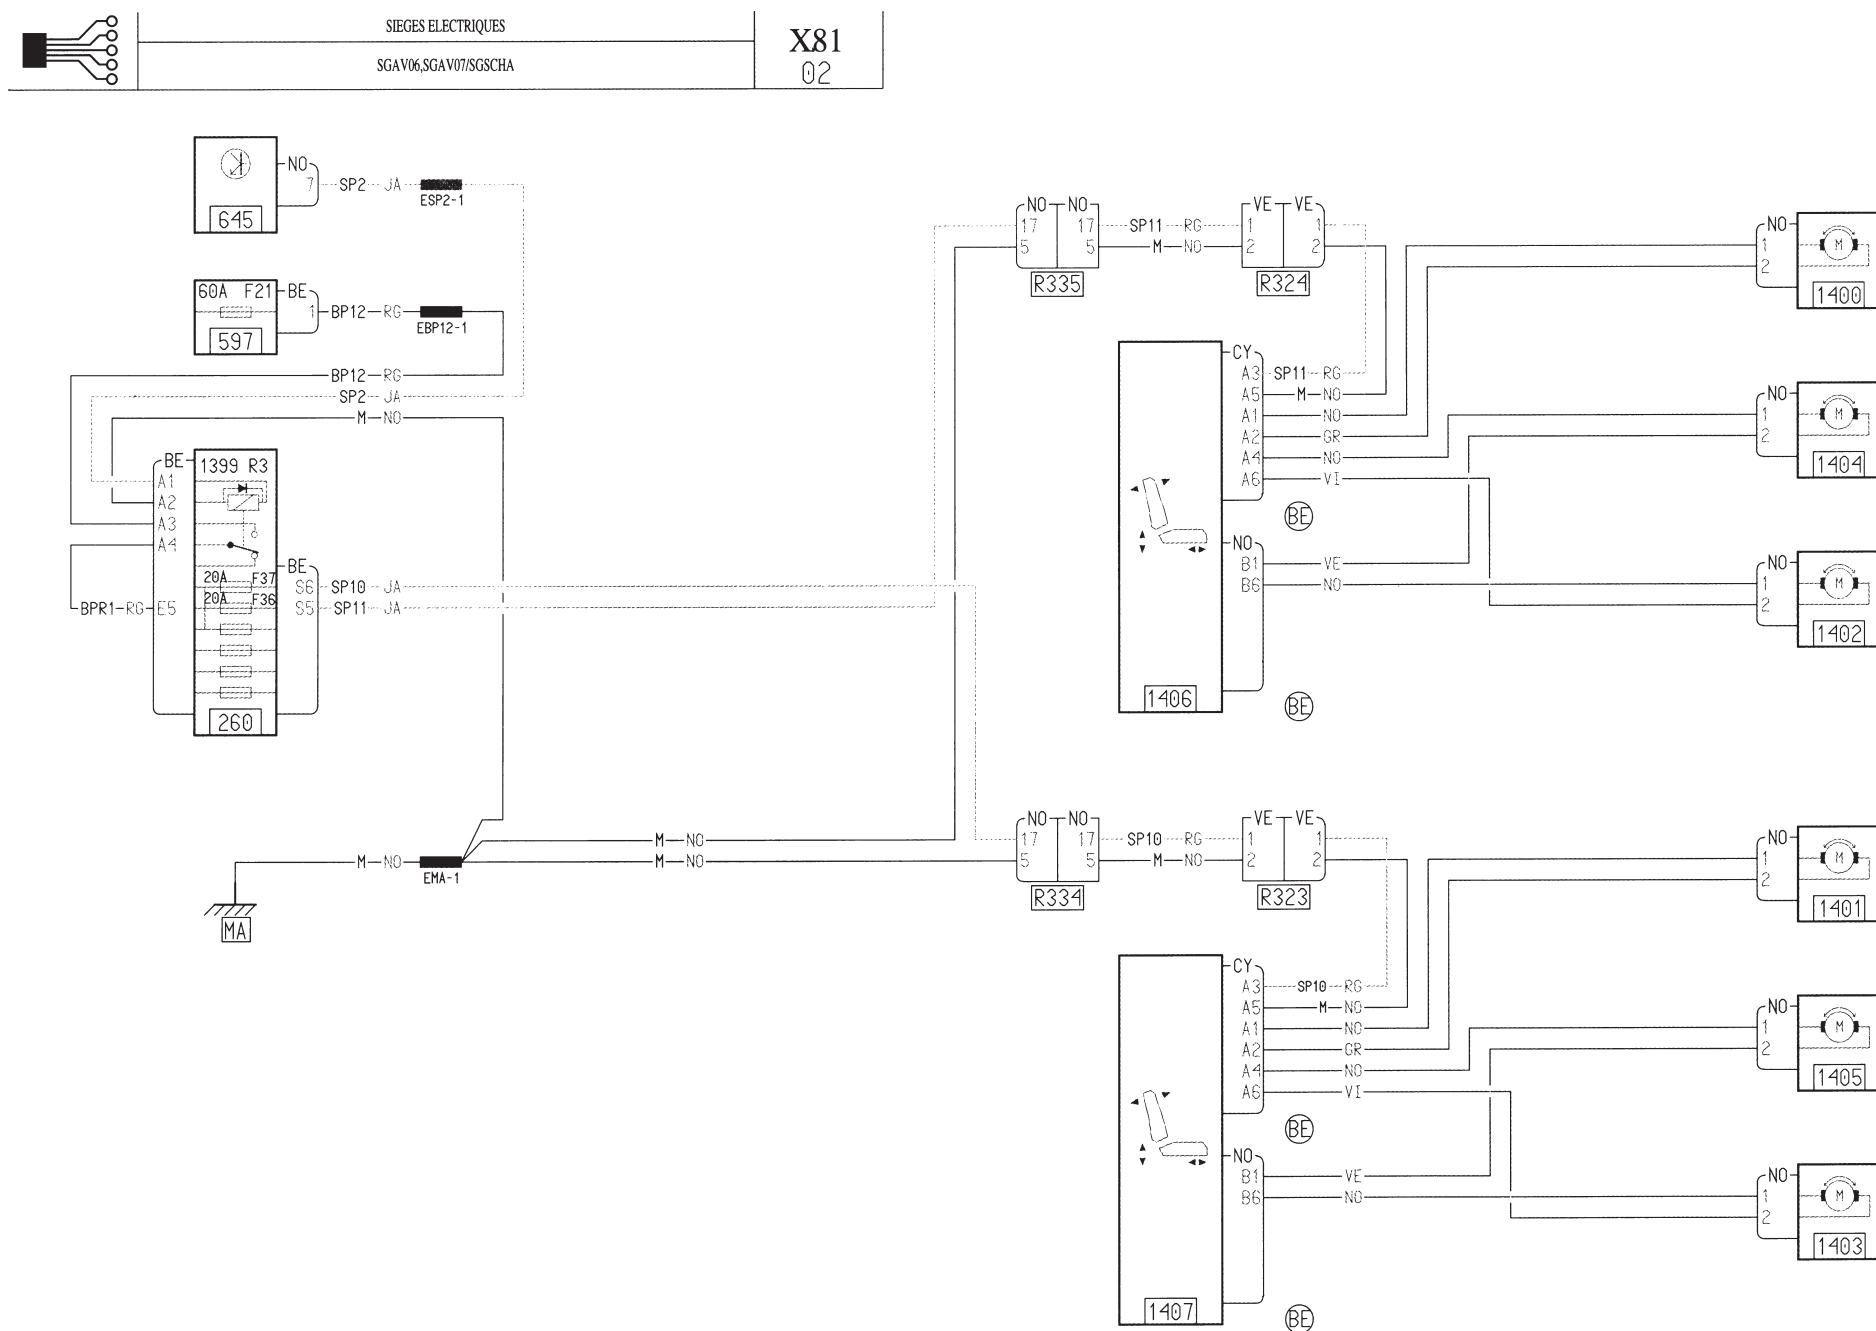 SIEGES ELECTRIQUES
SGAV06,SGAV07/SGSCHA
X81
02
NO
7
SP2 JA
ESP2-1
645
60A F21
BE
1
BP12 RG
EBP12-1
597
BP12 RG
SP2 JA
M NO
BE
1399 R3
A1
A2
A3
A4
BPR1 RG E5
20A F37
20A F36
BE
S6 SP10 JA
S5 SP11 JA
260
M NO
M NO
EMA-1
M NO
MA
NO NO
17 17 SP11 RG
5 5 M NO
R335
VE VE
1 1
2 2
R324
CY
A3 SP11 RG
A5 M NO
A1 NO
A2 GR
A4 NO
A6 VI
BE
NO
B1 VE
B6 NO
1406
BE
NO
1
2
M
1400
NO
1
2
M
1404
NO
1
2
M
1402
NO NO
17 17 SP10 RG
5 5 M NO
R334
VE VE
1 1
2 2
R323
CY
A3 SP10 RG
A5 M NO
A1 NO
A2 GR
A4 NO
A6 VI
BE
NO
B1 VE
B6 NO
1407
BE
NO
1
2
M
1401
NO
1
2
M
1405
NO
1
2
M
1403